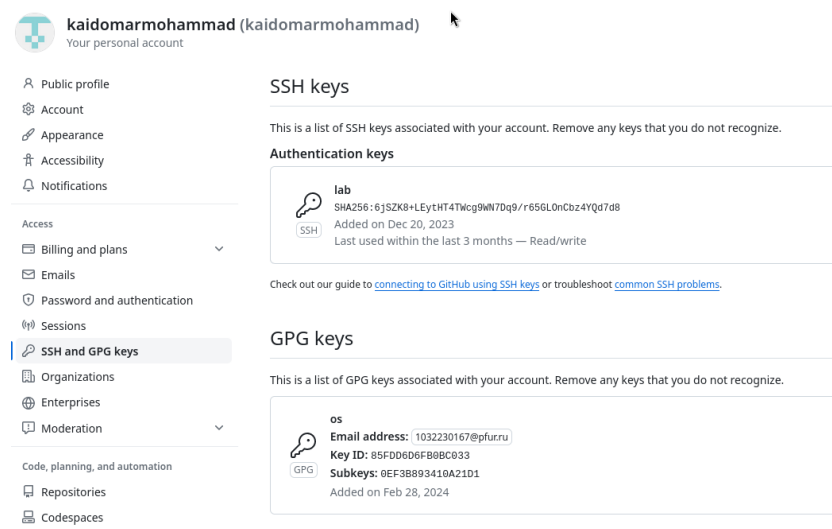 kaidomarmohammad (kaidomarmohammad)
Your personal account
Public profile
Account
Appearance
Accessibility
Notifications
Access
Billing and plans
Emails
Password and authentication
Sessions
SSH and GPG keys
Organizations
Enterprises
Moderation
Code, planning, and automation
Repositories
Codespaces
SSH keys
This is a list of SSH keys associated with your account. Remove any keys that you do not recognize.
Authentication keys
lab
SHA256:6jSZK8+LEytHT4TWcg9WN7Dq9/r65GLOnCbz4YQd7d8
SSH
Added on Dec 20, 2023
Last used within the last 3 months — Read/write
Check out our guide to connecting to GitHub using SSH keys or troubleshoot common SSH problems.
GPG keys
This is a list of GPG keys associated with your account. Remove any keys that you do not recognize.
os
Email address: 1032230167@pfur.ru
Key ID: 85FDD6D6FB0BC033
GPG
Subkeys: 0EF3B893410A21D1
Added on Feb 28, 2024